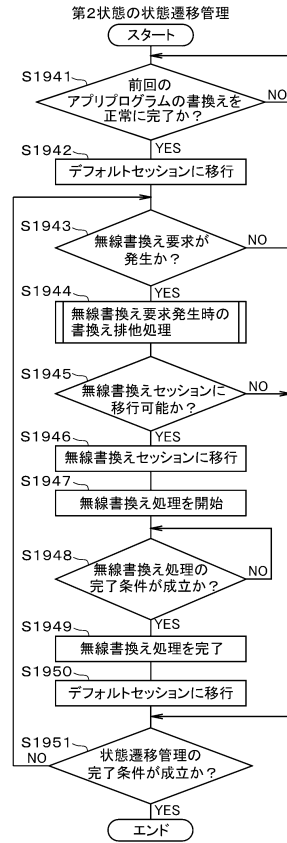 第2状態の状態遷移管理
スタート
S1941
前回の
アプリプログラムの書換えを
正常に完了か？
NO
YES
S1942
デフォルトセッションに移行
S1943
無線書換え要求が
発生か？
NO
YES
S1944
無線書換え要求発生時の
書換え排他処理
S1945
無線書換えセッションに
移行可能か？
NO
YES
S1946
無線書換えセッションに移行
S1947
無線書換え処理を開始
S1948
無線書換え処理の
完了条件が成立か？
NO
YES
S1949
無線書換え処理を完了
S1950
デフォルトセッションに移行
S1951
状態遷移管理の
完了条件が成立か？
NO
YES
エンド